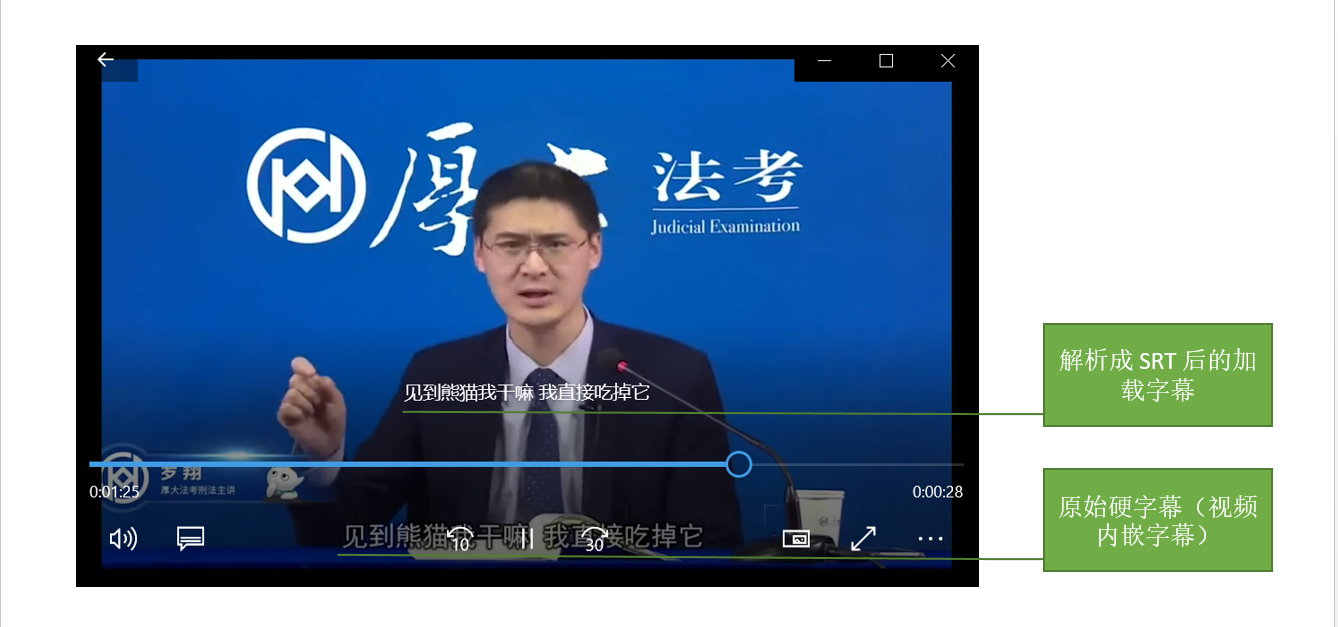 厚大
法考
Judicial Examination
见到熊猫我干嘛 我直接吃掉它
解析成 SRT 后的加
载字幕
罗翔
厚大法考刑法主讲
0:01:25
0:00:28
原始硬字幕（视频
内嵌字幕）
见到熊猫我干嘛 我直接吃掉它
10
30